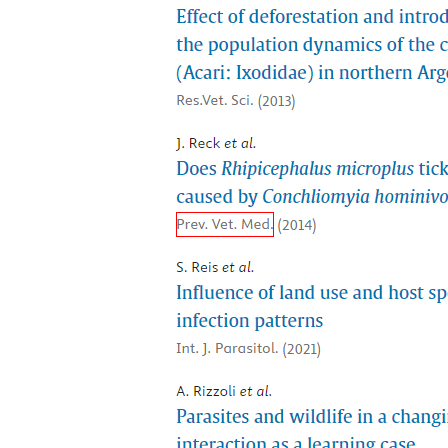 Effect of deforestation and introd
the population dynamics of the c
(Acari: Ixodidae) in northern Arg
Res.Vet. Sci. (2013)
J. Reck et al.
Does Rhipicephalus microplus tick
caused by Conchliomyia hominivo
Prev. Vet. Med. (2014)
S. Reis et al.
Influence of land use and host sp
infection patterns
Int. J. Parasitol. (2021)
A. Rizzoli et al.
Parasites and wildlife in a changi
interaction as a learning case